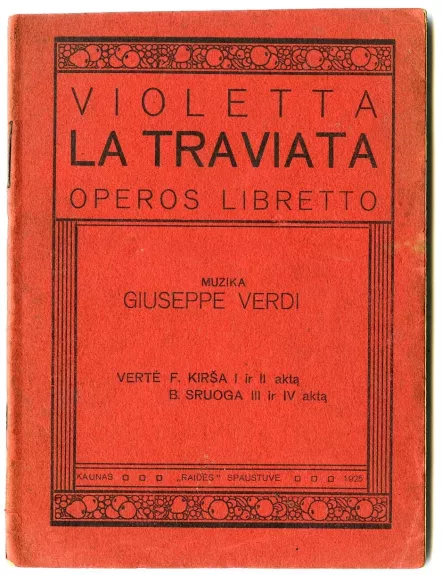 VIOLETTA
LA TRAVIATA
OPEROS LIBRETTO
MUZIKA
GIUSEPPE VERDI
VERTĖ F. KIRŠA I ir II aktą
B. SRUOGA III ir IV aktą
KAUNAS „RAIDĖS“ SPAUSTUVĖ 1925